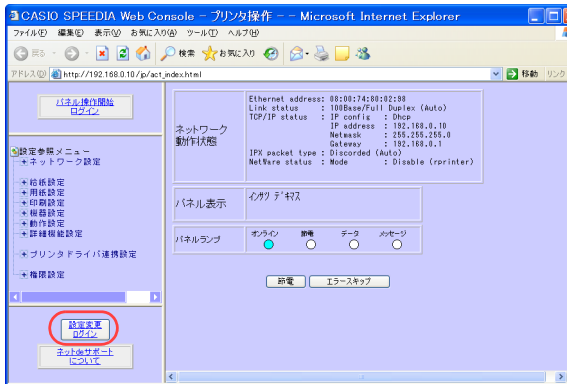 CASIO SPEEDIA Web Console － プリンタ操作 － － Microsoft Internet Explorer
ファイル(F) 編集(E) 表示(V) お気に入り(A) ツール(T) ヘルプ(H)
戻る 検索 お気に入り
アドレス(D) http://192.168.0.10/jp/act_index.html 移動 リンク
パネル操作開始
ログイン
設定参照メニュー
ネットワーク設定
給紙設定
用紙設定
印刷設定
機器設定
動作設定
詳細機能設定
プリンタドライバ連携設定
権限設定
設定変更
ログイン
ネットdeサポート
について
ネットワーク
動作状態
Ethernet address: 08:00:74:80:02:98
Link status : 100Base/Full Duplex (Auto)
TCP/IP status : IP config : Dhcp
IP address : 192.168.0.10
Netmask : 255.255.255.0
Gateway : 192.168.0.1
IPX packet type : Discorded (Auto)
NetWare status : Mode : Disable (rprinter)
パネル表示
インサツ デキマス
パネルランプ
オンライン 節電 データ メッセージ
節電 エラースキップ